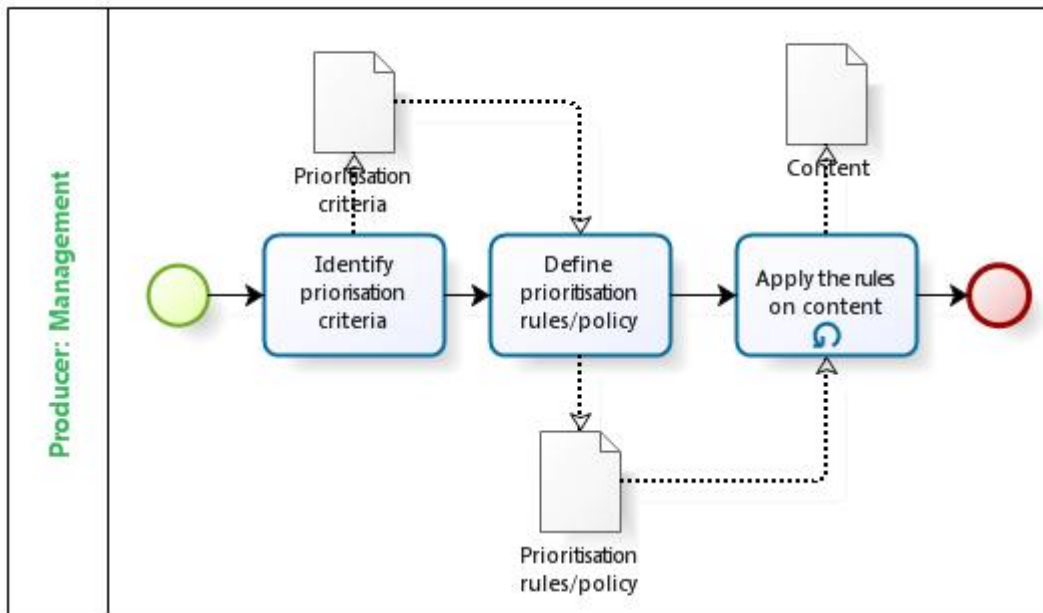 Producer: Management
Prioritisation
criteria
Content
Identify
priorisation
criteria
Define
prioritisation
rules/policy
Apply the rules
on content
Prioritisation
rules/policy